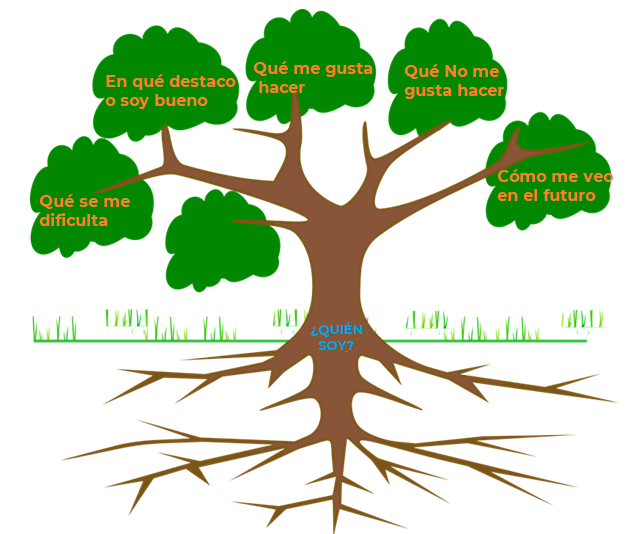 En qué destaco
o soy bueno
Qué me gusta
hacer
Qué No me
gusta hacer
Qué se me
dificulta
Cómo me veo
en el futuro
¿QUIÉN
SOY?